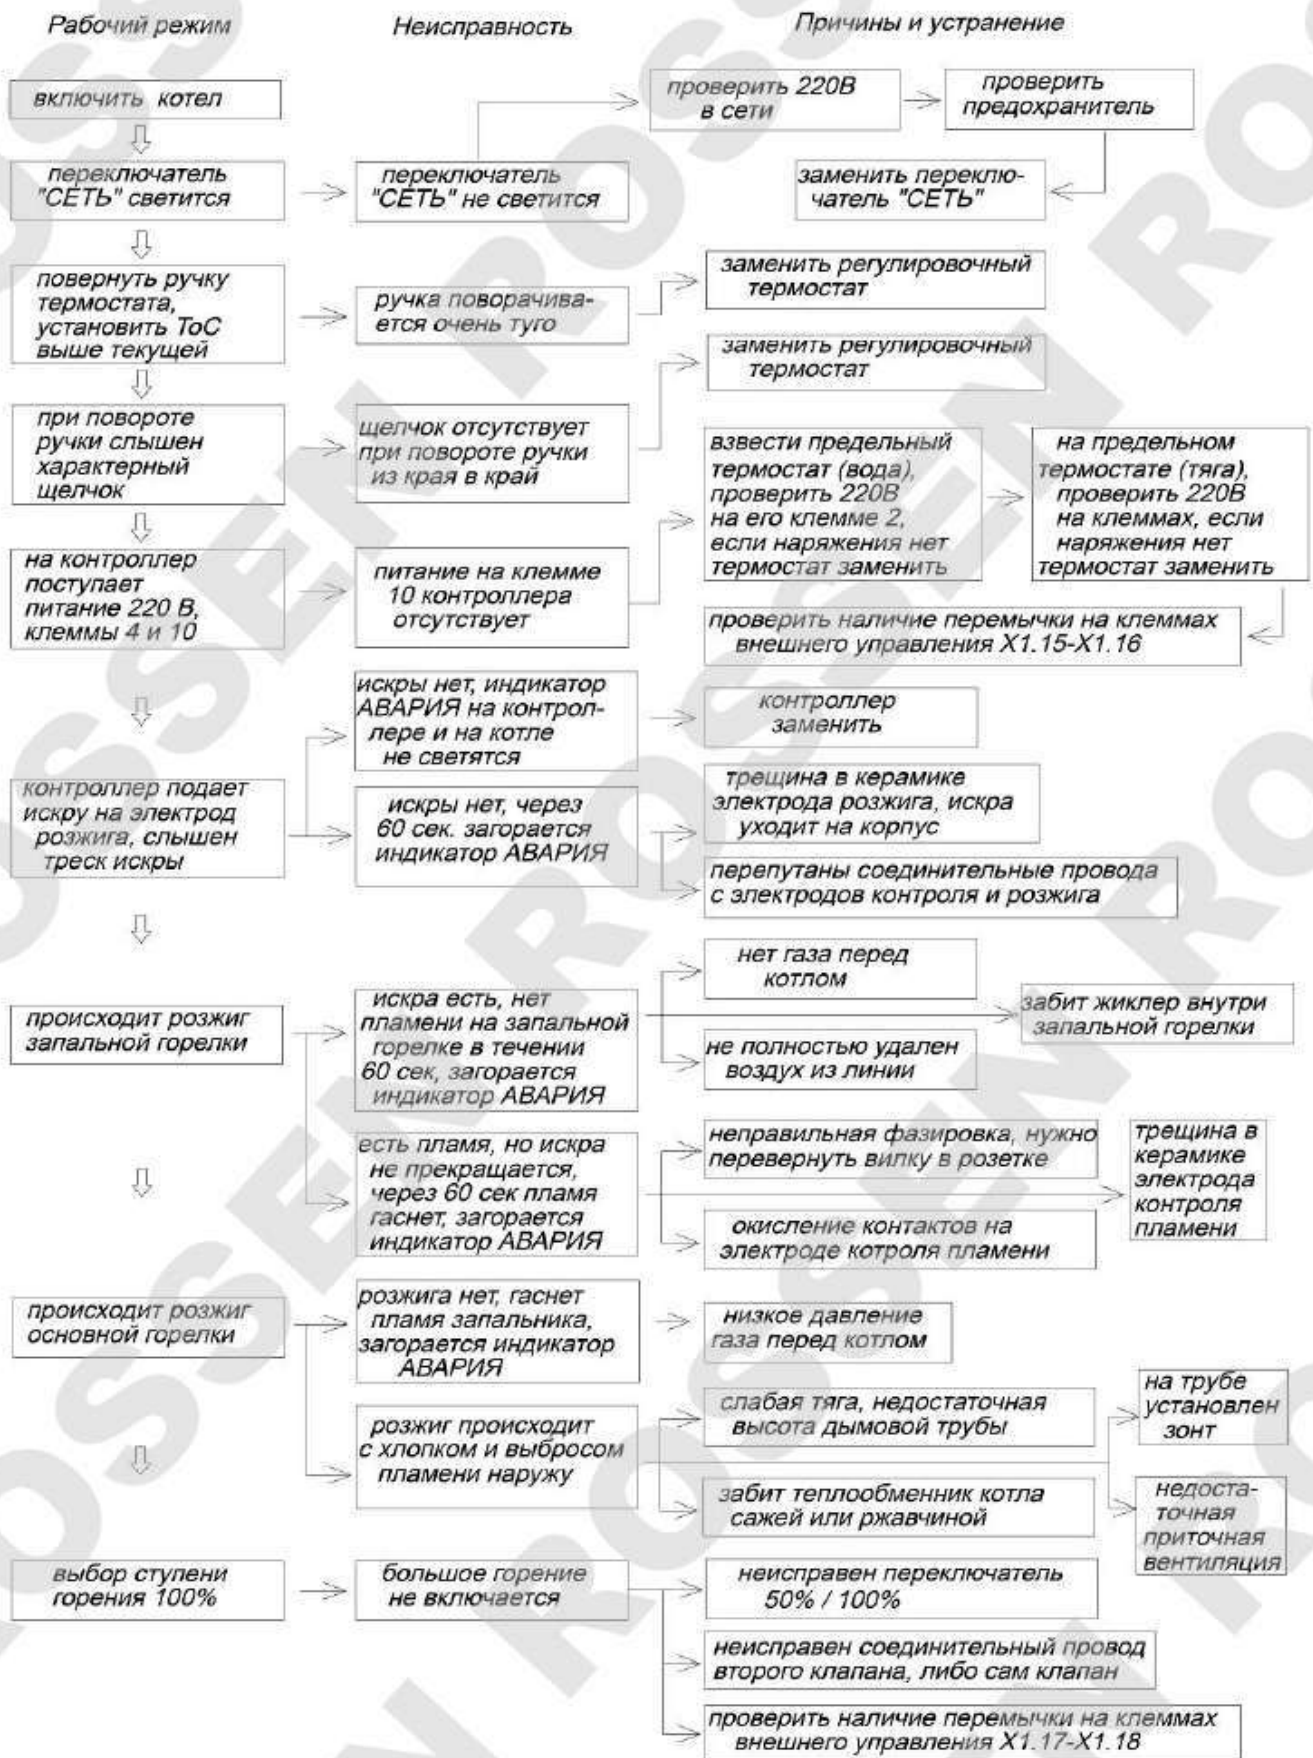 Рабочий режим
Неисправность
Причины и устранение
включить котел
проверить 220В
в сети
проверить
предохранитель
переключатель
"СЕТЬ" светится
переключатель
"СЕТЬ" не светится
заменить переклю-
чатель "СЕТЬ"
повернуть ручку
термостата,
установить ТоС
выше текущей
ручка поворачива-
ется очень туго
заменить регулировочный
термостат
при повороте
ручки слышен
характерный
щелчок
щелчок отсутствует
при повороте ручки
из края в край
заменить регулировочный
термостат
на контроллер
поступает
питание 220 В,
клеммы 4 и 10
питание на клемме
10 контроллера
отсутствует
взвести предельный
термостат (вода),
проверить 220В
на его клемме 2,
если наряжения нет
термостат заменить
на предельном
термостате (тяга),
проверить 220В
на клеммах, если
наряжения нет
термостат заменить
проверить наличие перемычки на клеммах
внешнего управления X1.15-X1.16
контроллер подает
искру на электрод
розжига, слышен
треск искры
искры нет, индикатор
АВАРИЯ на контрол-
лере и на котле
не светятся
контроллер
заменить
искры нет, через
60 сек. загорается
индикатор АВАРИЯ
трещина в керамике
электрода розжига, искра
уходит на корпус
перепутаны соединительные провода
с электродов контроля и розжига
происходит розжиг
запальной горелки
искра есть, нет
пламени на запальной
горелке в течении
60 сек, загорается
индикатор АВАРИЯ
нет газа перед
котлом
забит жиклер внутри
запальной горелки
не полностью удален
воздух из линии
есть пламя, но искра
не прекращается,
через 60 сек пламя
гаснет, загорается
индикатор АВАРИЯ
неправильная фазировка, нужно
перевернуть вилку в розетке
трещина в
керамике
электрода
контроля
пламени
окисление контактов на
электроде котроля пламени
происходит розжиг
основной горелки
розжига нет, гаснет
пламя запальника,
загорается индикатор
АВАРИЯ
низкое давление
газа перед котлом
розжиг происходит
с хлопком и выбросом
пламени наружу
слабая тяга, недостаточная
высота дымовой трубы
на трубе
установлен
зонт
забит теплообменник котла
сажей или ржавчиной
недоста-
точная
приточная
вентиляция
выбор ступени
горения 100%
большое горение
не включается
неисправен переключатель
50% / 100%
неисправен соединительный провод
второго клапана, либо сам клапан
проверить наличие перемычки на клеммах
внешнего управления X1.17-X1.18
ROSSEN ROSSEN
ROSSEN ROSSEN
ROSSEN ROSSEN